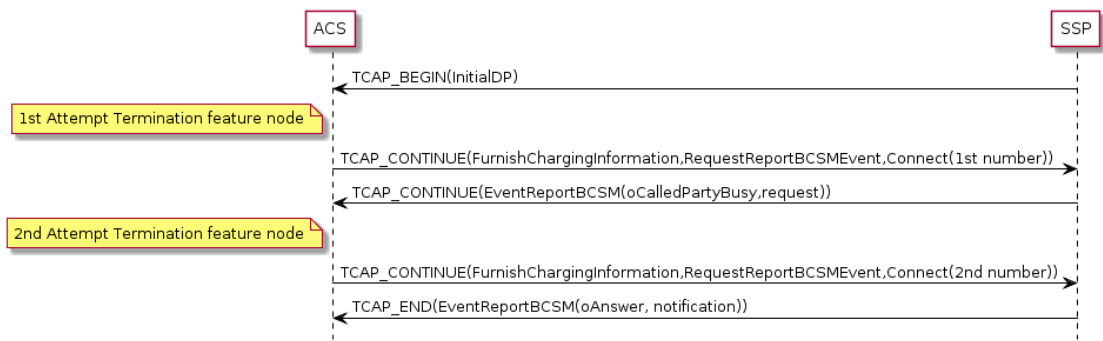 ACS
SSP
TCAP_BEGIN(InitialDP)
1st Attempt Termination feature node
TCAP_CONTINUE(FurnishChargingInformation,RequestReportBCSMEvent,Connect(1st number))
TCAP_CONTINUE(EventReportBCSM(oCalledPartyBusy,request))
2nd Attempt Termination feature node
TCAP_CONTINUE(FurnishChargingInformation,RequestReportBCSMEvent,Connect(2nd number))
TCAP_END(EventReportBCSM(oAnswer, notification))